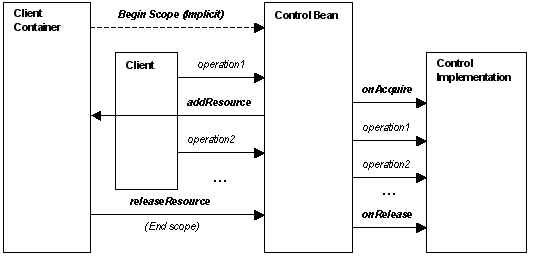 Client
Container
Begin Scope (Implicit)
Control Bean
Client
operation1
Control
Implementation
addResource
onAcquire
operation2
operation1
...
operation2
...
releaseResource
onRelease
(End scope)